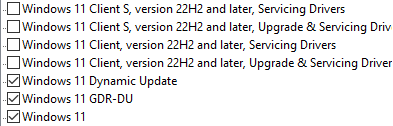 Windows 11 Client S, version 22H2 and later, Servicing Drivers
Windows 11 Client S, version 22H2 and later, Upgrade & Servicing Driv
Windows 11 Client, version 22H2 and later, Servicing Drivers
Windows 11 Client, version 22H2 and later, Upgrade & Servicing Driver
Windows 11 Dynamic Update
Windows 11 GDR-DU
Windows 11